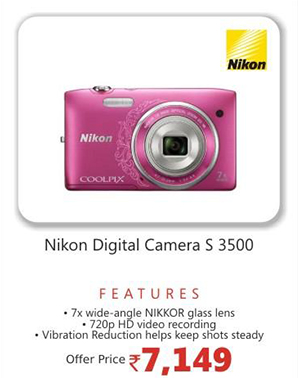 Nikon
Nikon
COOLPIX
7x
Nikon Digital Camera S 3500
FEATURES
• 7x wide-angle NIKKOR glass lens
• 720p HD video recording
• Vibration Reduction helps keep shots steady
Offer Price ₹7,149